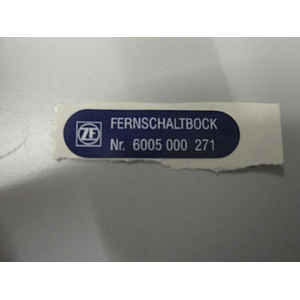 ZF FERNSCHALTBOCK
Nr. 6005 000 271